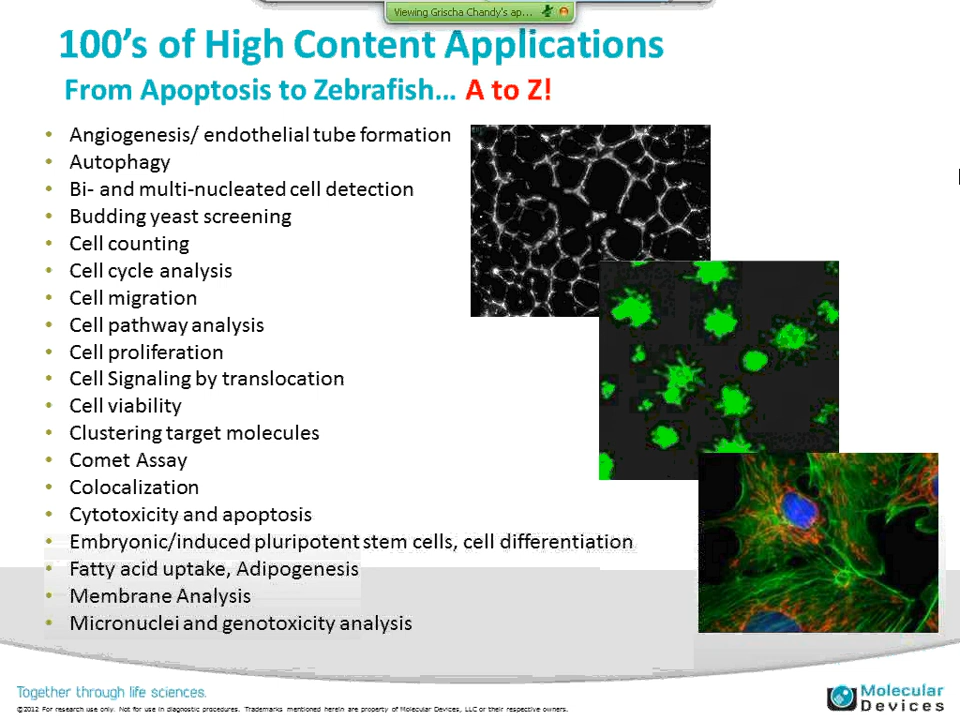 Viewing Grischa Chandy's ap...
100's of High Content Applications
From Apoptosis to Zebrafish... A to Z!
• Angiogenesis/ endothelial tube formation
• Autophagy
• Bi- and multi-nucleated cell detection
• Budding yeast screening
• Cell counting
• Cell cycle analysis
• Cell migration
• Cell pathway analysis
• Cell proliferation
• Cell Signaling by translocation
• Cell viability
• Clustering target molecules
• Comet Assay
• Colocalization
• Cytotoxicity and apoptosis
• Embryonic/induced pluripotent stem cells, cell differentiation
• Fatty acid uptake, Adipogenesis
• Membrane Analysis
• Micronuclei and genotoxicity analysis
Together through life sciences.
Molecular
Devices
©2012 For research use only. Not for use in diagnostic procedures. Trademarks mentioned herein are property of Molecular Devices, LLC or their respective owners.